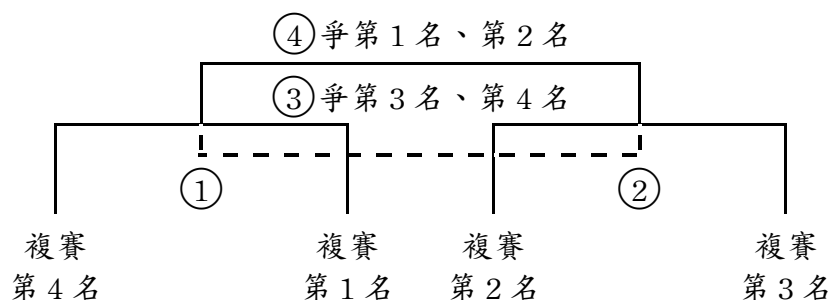 ④爭第1名、第2名
③爭第3名、第4名
① ②
複賽 複賽 複賽 複賽
第4名 第1名 第2名 第3名